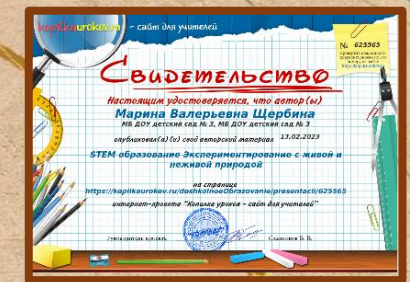 kopilkaurokov.ru - сайт для учителей
№ 625565
Свидетельство
Настоящим удостоверяется, что автор(ы)
Марина Валерьевна Щербина
МБ ДОУ детский сад № 3, МБ ДОУ детский сад № 3
опубликовал(а)(и) свой авторский материал 13.02.2023
STEM образование Экспериментирование с живой и
неживой природой
на странице
https://kopilkaurokov.ru/doshkolnoeObrazovanie/presentacii/625565
интернет-проекта "Копилка уроков - сайт для учителей"